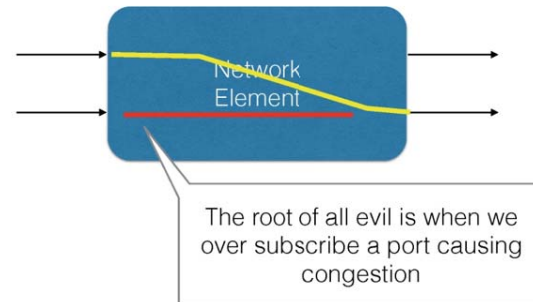 Network
Element
The root of all evil is when we
over subscribe a port causing
congestion